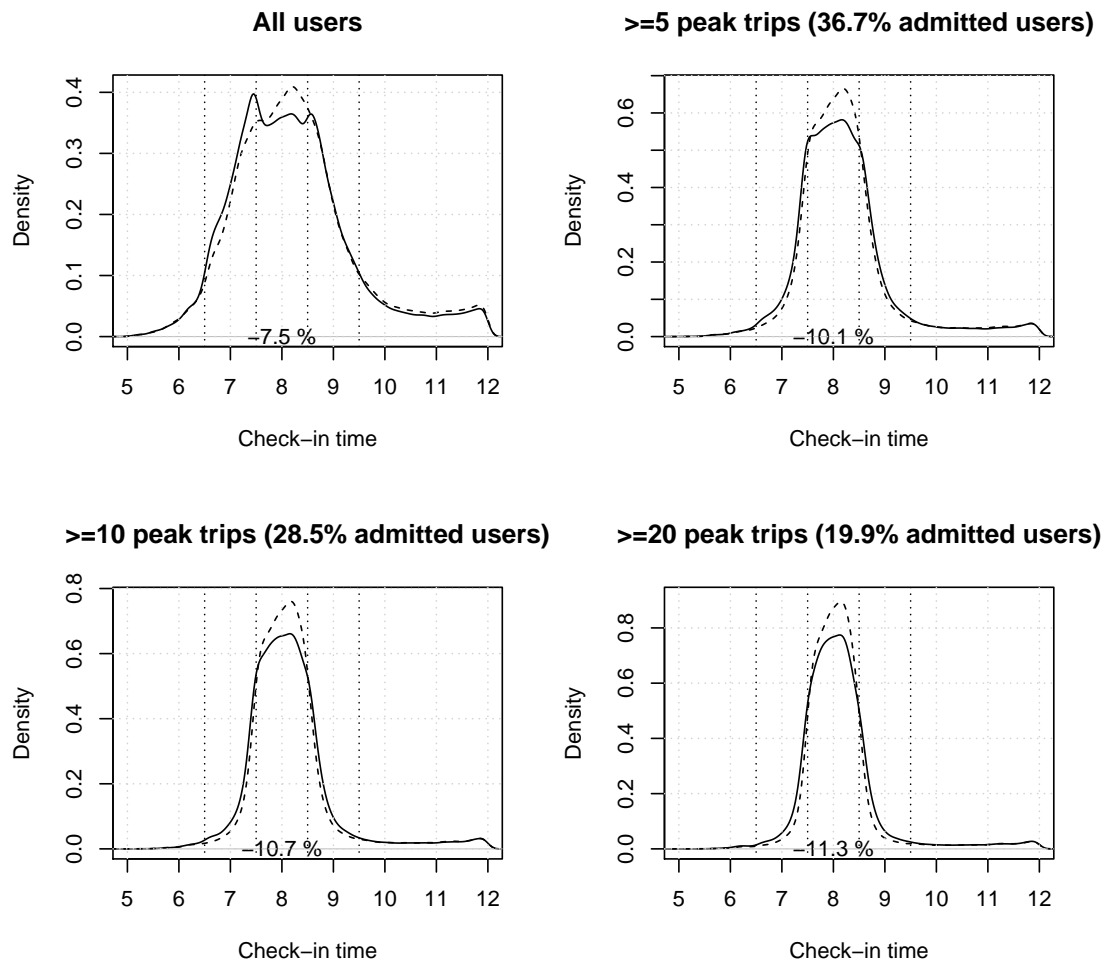 All users
Density
0.0 0.1 0.2 0.3 0.4
−7.5 %
5 6 7 8 9 10 11 12
Check−in time
>=5 peak trips (36.7% admitted users)
Density
0.0 0.2 0.4 0.6
−10.1 %
5 6 7 8 9 10 11 12
Check−in time
>=10 peak trips (28.5% admitted users)
Density
0.0 0.2 0.4 0.6 0.8
−10.7 %
5 6 7 8 9 10 11 12
Check−in time
>=20 peak trips (19.9% admitted users)
Density
0.0 0.2 0.4 0.6 0.8
−11.3 %
5 6 7 8 9 10 11 12
Check−in time